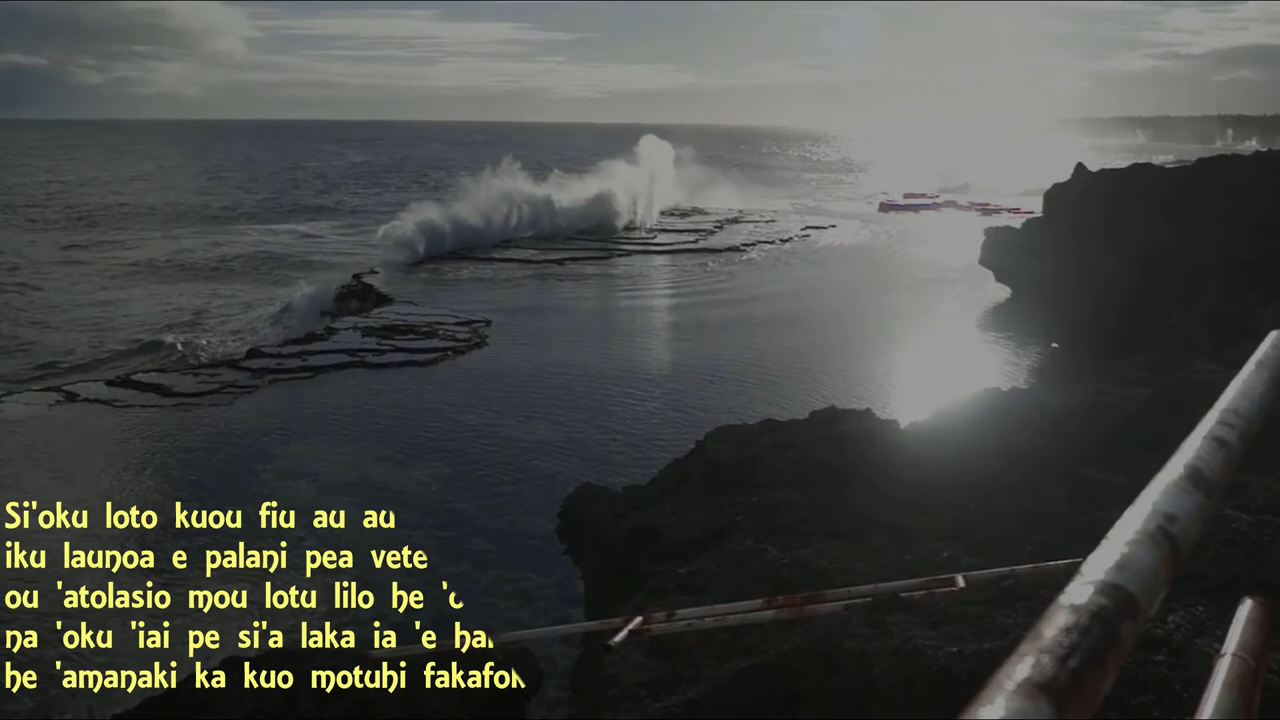 Si'oku loto kuou fiu au au
iku launoa e palani pea vete
ou 'atolasio mou lotu lilo he
na 'oku 'iai pe si'a laka ia 'e
he 'amanaki ka kuo motuhi